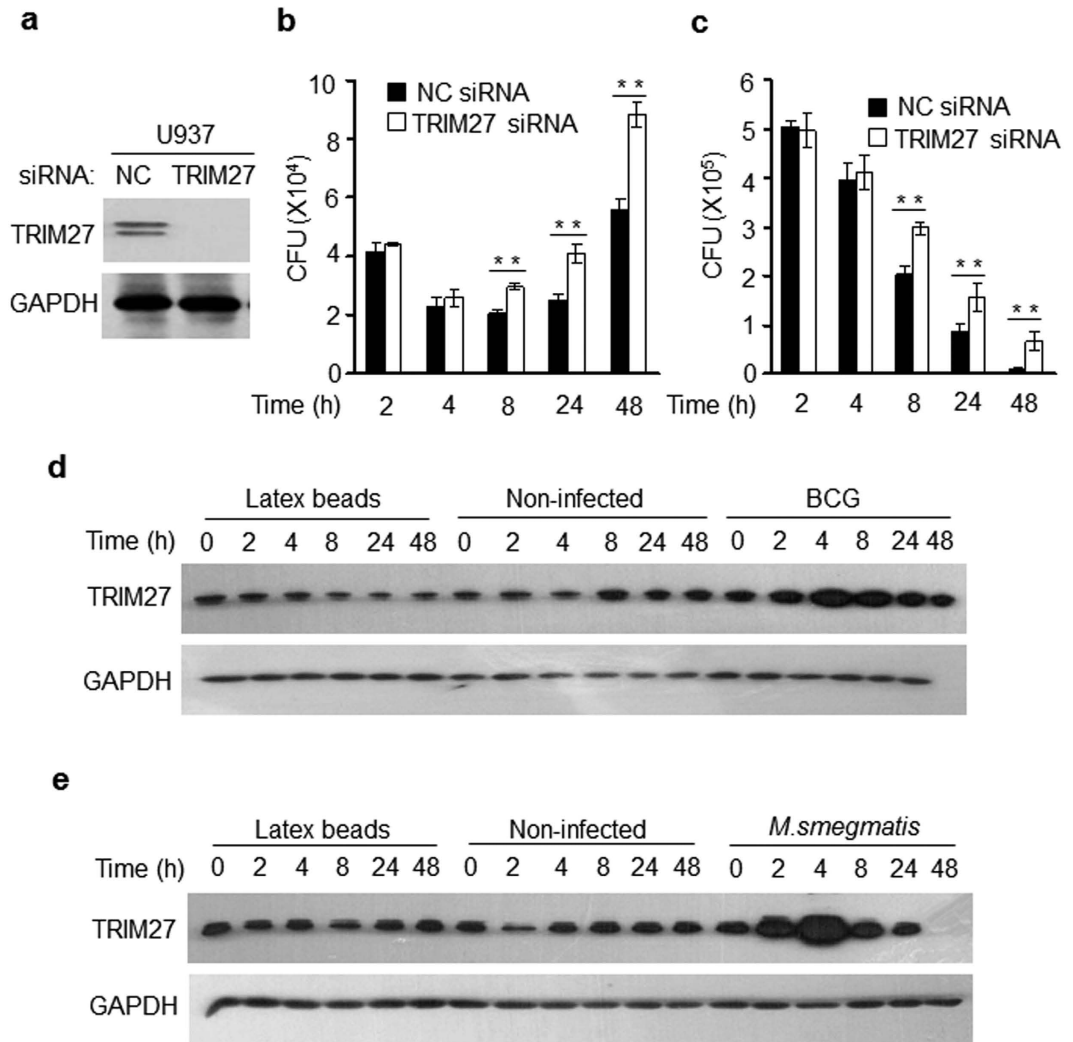 a
U937
siRNA: NC TRIM27
TRIM27
GAPDH
b
NC siRNA
TRIM27 siRNA
CFU (X10⁴)
10
8
6
4
2
0
** ** **
Time (h) 2 4 8 24 48
c
NC siRNA
TRIM27 siRNA
CFU (X10⁵)
6
5
4
3
2
1
0
** ** **
Time (h) 2 4 8 24 48
d
Latex beads Non-infected BCG
Time (h) 0 2 4 8 24 48 0 2 4 8 24 48 0 2 4 8 24 48
TRIM27
GAPDH
e
Latex beads Non-infected M.smegmatis
Time (h) 0 2 4 8 24 48 0 2 4 8 24 48 0 2 4 8 24 48
TRIM27
GAPDH